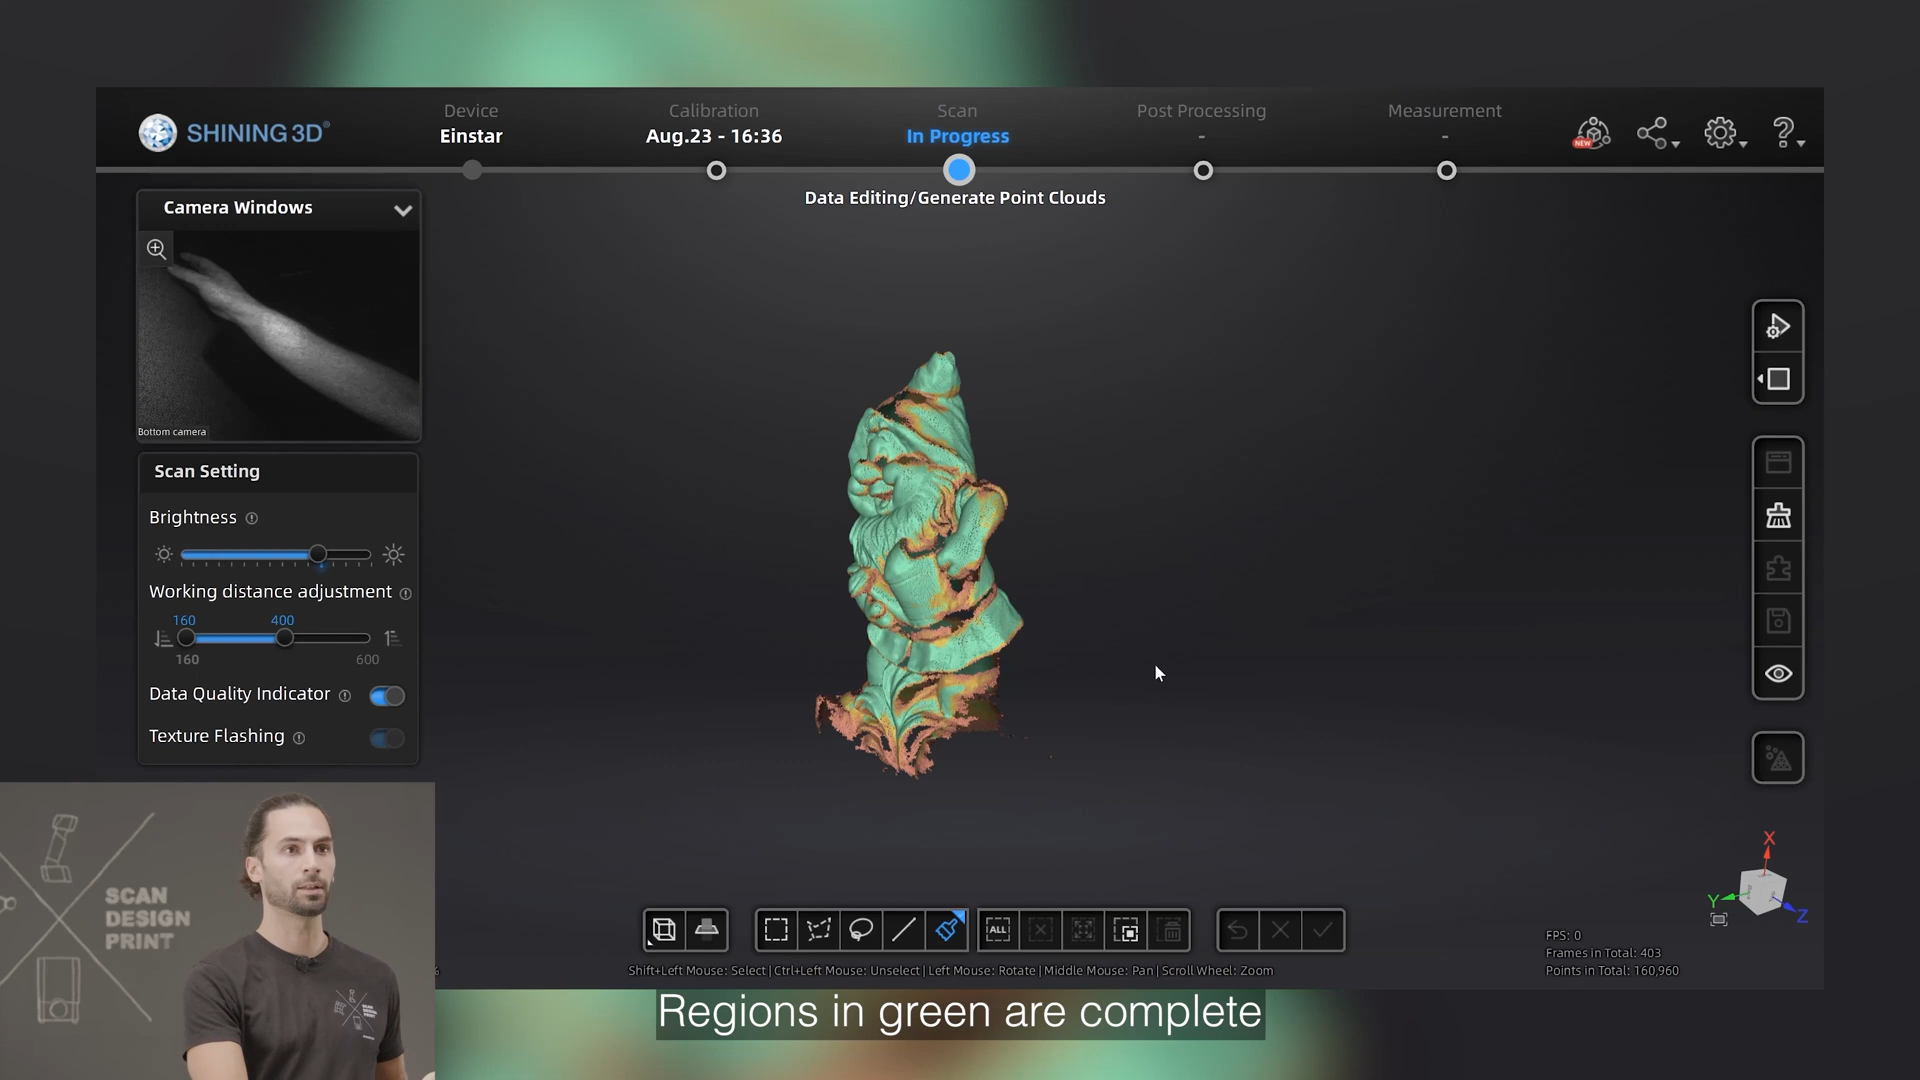 SHINING 3D®
Device
Einstar
Calibration
Aug.23 - 16:36
Scan
In Progress
Post Processing
-
Measurement
-
NEW
Data Editing/Generate Point Clouds
Camera Windows
Bottom camera
Scan Setting
Brightness
Working distance adjustment
160
400
160
600
Data Quality Indicator
Texture Flashing
SCAN
DESIGN
PRINT
SCAN
DESIGN
PRINT
ALL
%
Shift+Left Mouse: Select | Ctrl+Left Mouse: Unselect | Left Mouse: Rotate | Middle Mouse: Pan | Scroll Wheel: Zoom
X
Y
Z
FPS: 0
Frames in Total: 403
Points in Total: 160,960
Regions in green are complete